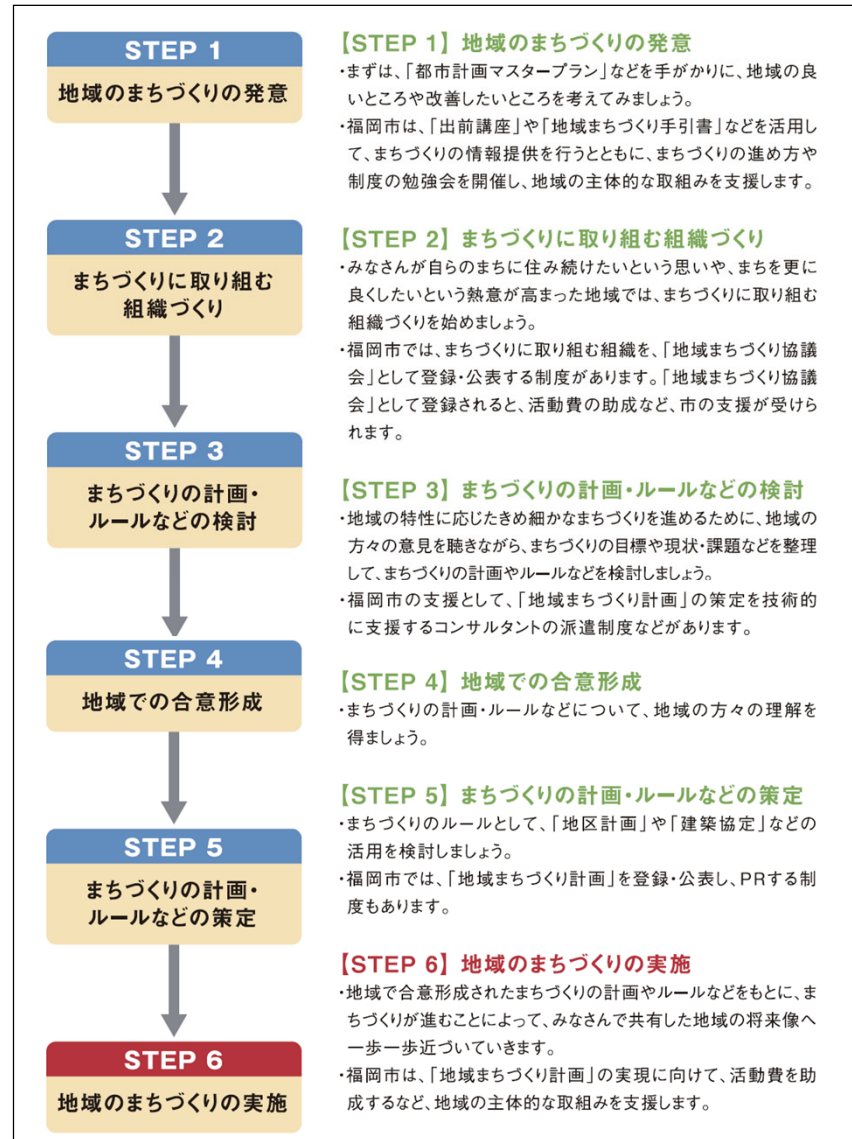 STEP 1
地域のまちづくりの発意
STEP 2
まちづくりに取り組む
組織づくり
STEP 3
まちづくりの計画・
ルールなどの検討
STEP 4
地域での合意形成
STEP 5
まちづくりの計画・
ルールなどの策定
STEP 6
地域のまちづくりの実施
【STEP 1】地域のまちづくりの発意
・まずは、「都市計画マスタープラン」などを手がかりに、地域の良
いところや改善したいところを考えてみましょう。
・福岡市は、「出前講座」や「地域まちづくり手引書」などを活用し
て、まちづくりの情報提供を行うとともに、まちづくりの進め方や
制度の勉強会を開催し、地域の主体的な取組みを支援します。
【STEP 2】まちづくりに取り組む組織づくり
・みなさんが自らのまちに住み続けたいという思いや、まちを更に
良くしたいという熱意が高まった地域では、まちづくりに取り組む
組織づくりを始めましょう。
・福岡市では、まちづくりに取り組む組織を、「地域まちづくり協議
会」として登録・公表する制度があります。「地域まちづくり協議
会」として登録されると、活動費の助成など、市の支援が受けら
れます。
【STEP 3】まちづくりの計画・ルールなどの検討
・地域の特性に応じたきめ細かなまちづくりを進めるために、地域の
方々の意見を聴きながら、まちづくりの目標や現状・課題などを整理
して、まちづくりの計画やルールなどを検討しましょう。
・福岡市の支援として、「地域まちづくり計画」の策定を技術的
に支援するコンサルタントの派遣制度などがあります。
【STEP 4】地域での合意形成
・まちづくりの計画・ルールなどについて、地域の方々の理解を
得ましょう。
【STEP 5】まちづくりの計画・ルールなどの策定
・まちづくりのルールとして、「地区計画」や「建築協定」などの
活用を検討しましょう。
・福岡市では、「地域まちづくり計画」を登録・公表し、PRする制
度もあります。
【STEP 6】地域のまちづくりの実施
・地域で合意形成されたまちづくりの計画やルールなどをもとに、ま
ちづくりが進むことによって、みなさんで共有した地域の将来像へ
一歩一歩近づいていきます。
・福岡市は、「地域まちづくり計画」の実現に向けて、活動費を助
成するなど、地域の主体的な取組みを支援します。